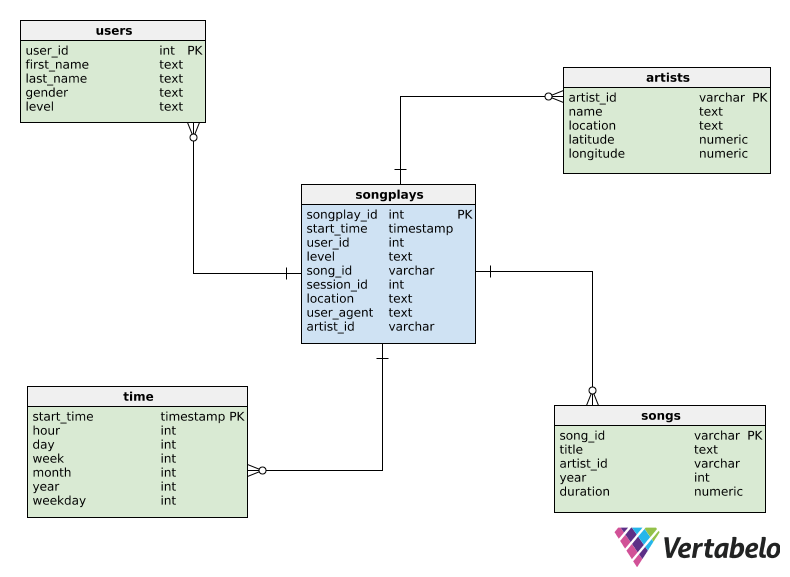 users
user_id int PK
first_name text
last_name text
gender text
level text
artists
artist_id varchar PK
name text
location text
latitude numeric
longitude numeric
songplays
songplay_id int PK
start_time timestamp
user_id int
level text
song_id varchar
session_id int
location text
user_agent text
artist_id varchar
time
start_time timestamp PK
hour int
day int
week int
month int
year int
weekday int
songs
song_id varchar PK
title text
artist_id varchar
year int
duration numeric
Vertabelo